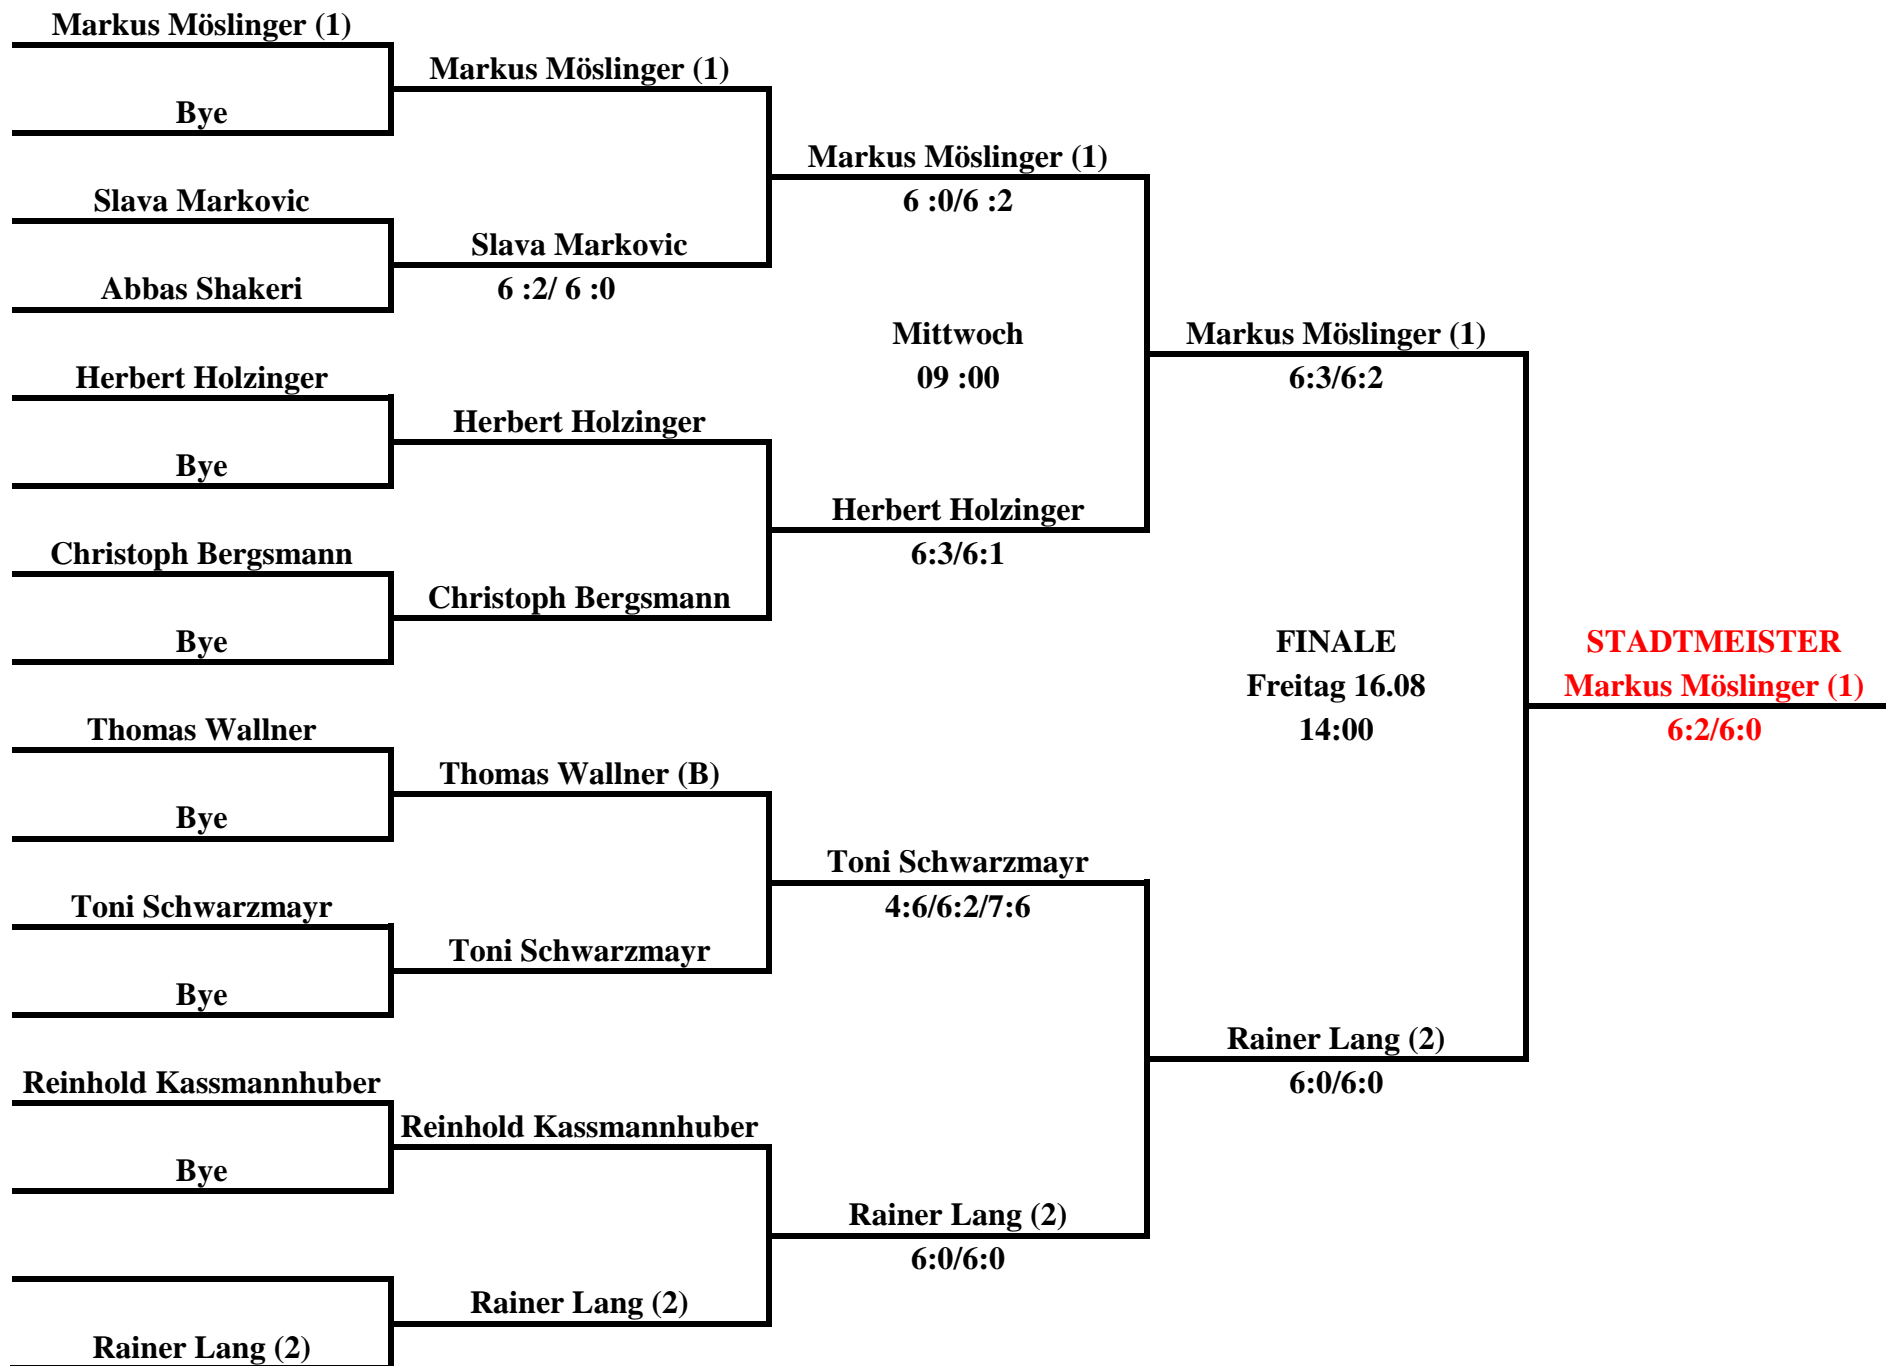 Markus Möslinger (1)
Bye
Slava Markovic
Abbas Shakeri
Herbert Holzinger
Bye
Christoph Bergsmann
Bye
Thomas Wallner
Bye
Toni Schwarzmayr
Bye
Reinhold Kassmannhuber
Bye
Rainer Lang (2)
Markus Möslinger (1)
Slava Markovic
6 :2/ 6 :0
Herbert Holzinger
Christoph Bergsmann
Thomas Wallner (B)
Toni Schwarzmayr
Reinhold Kassmannhuber
Rainer Lang (2)
Markus Möslinger (1)
6 :0/6 :2
Mittwoch
09 :00
Herbert Holzinger
6:3/6:1
Toni Schwarzmayr
4:6/6:2/7:6
Rainer Lang (2)
6:0/6:0
Markus Möslinger (1)
6:3/6:2
FINALE
Freitag 16.08
14:00
Rainer Lang (2)
6:0/6:0
STADTMEISTER
Markus Möslinger (1)
6:2/6:0